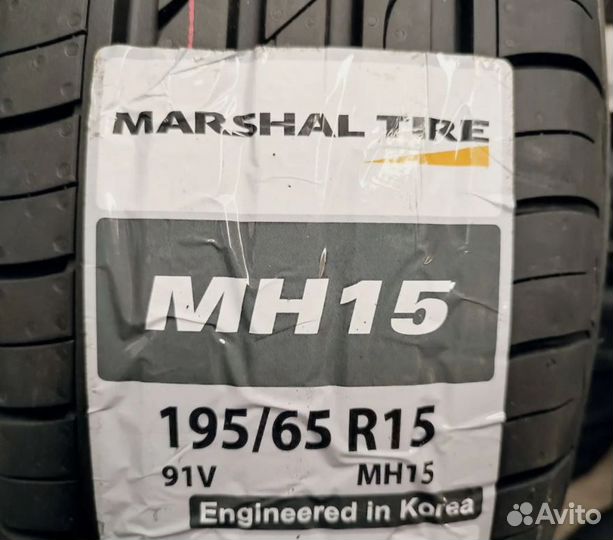 MARSHAL TIRE
MH15
195/65 R15
91V MH15
Engineered in Korea
Avito